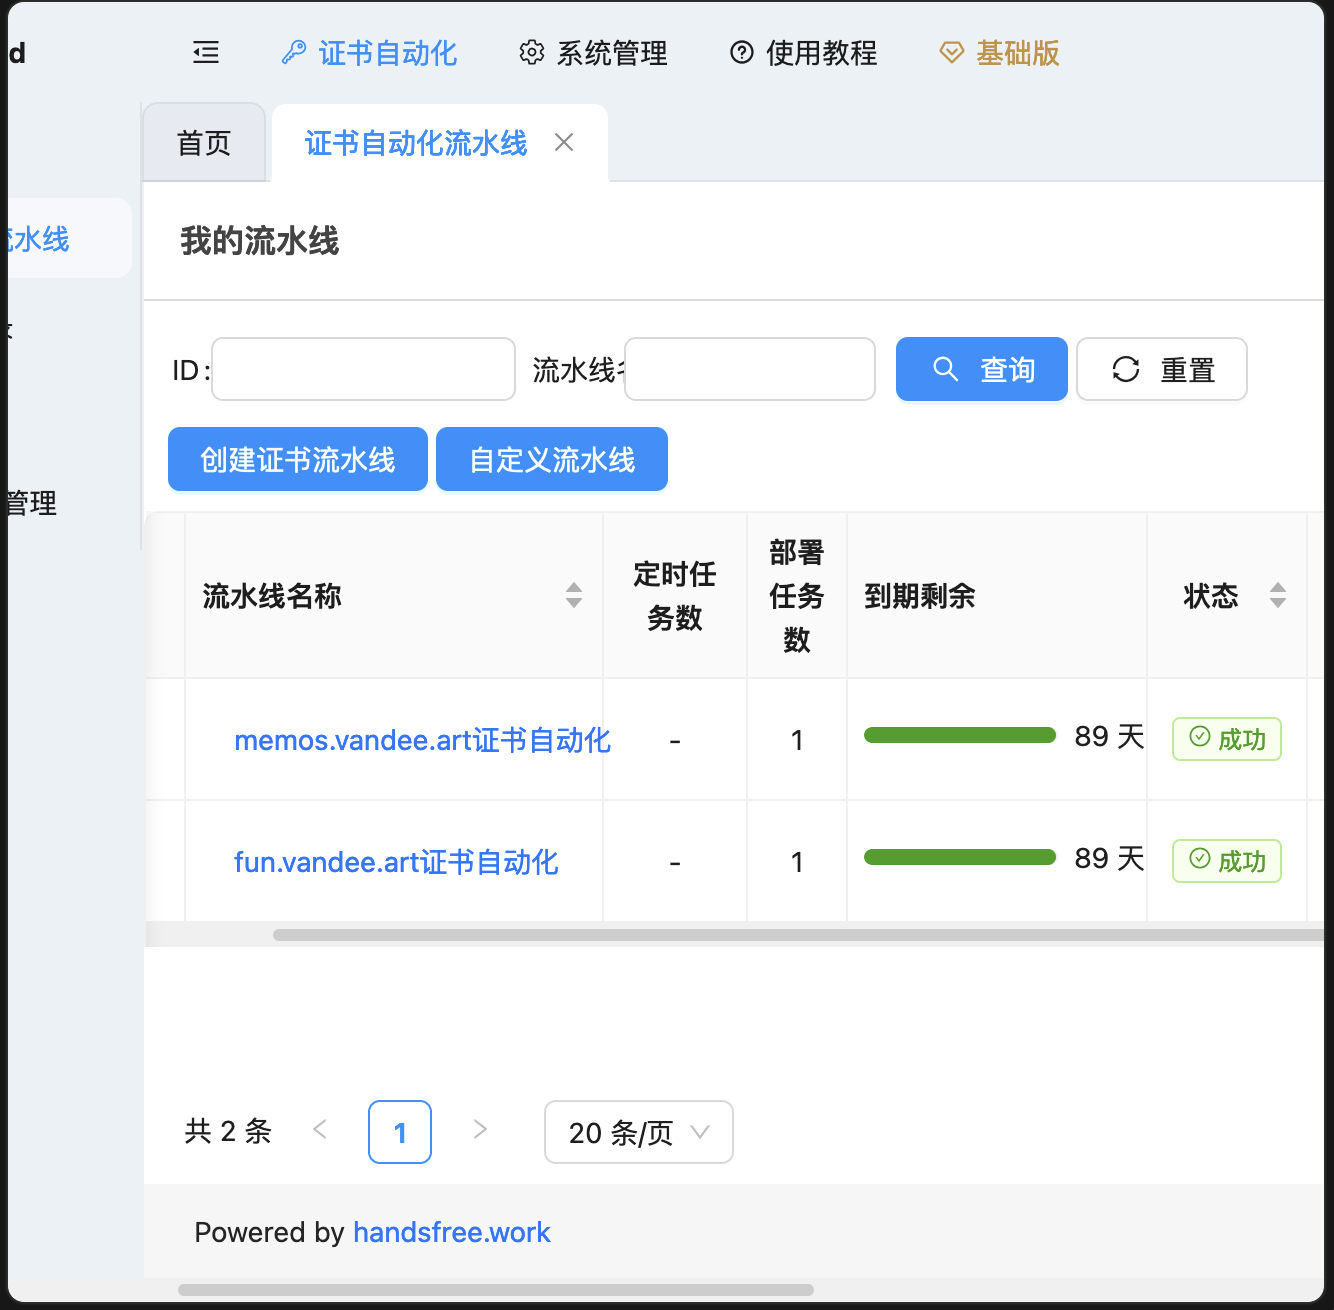 d
证书自动化
系统管理
使用教程
基础版
首页
证书自动化流水线
水线
我的流水线
ID:
流水线
查询
重置
管理
创建证书流水线
自定义流水线
流水线名称
定时任
务数
部署
任务
数
到期剩余
状态
memos.vandee.art证书自动化
-
1
89 天
成功
fun.vandee.art证书自动化
-
1
89 天
成功
共 2 条
1
20 条/页
Powered by handsfree.work